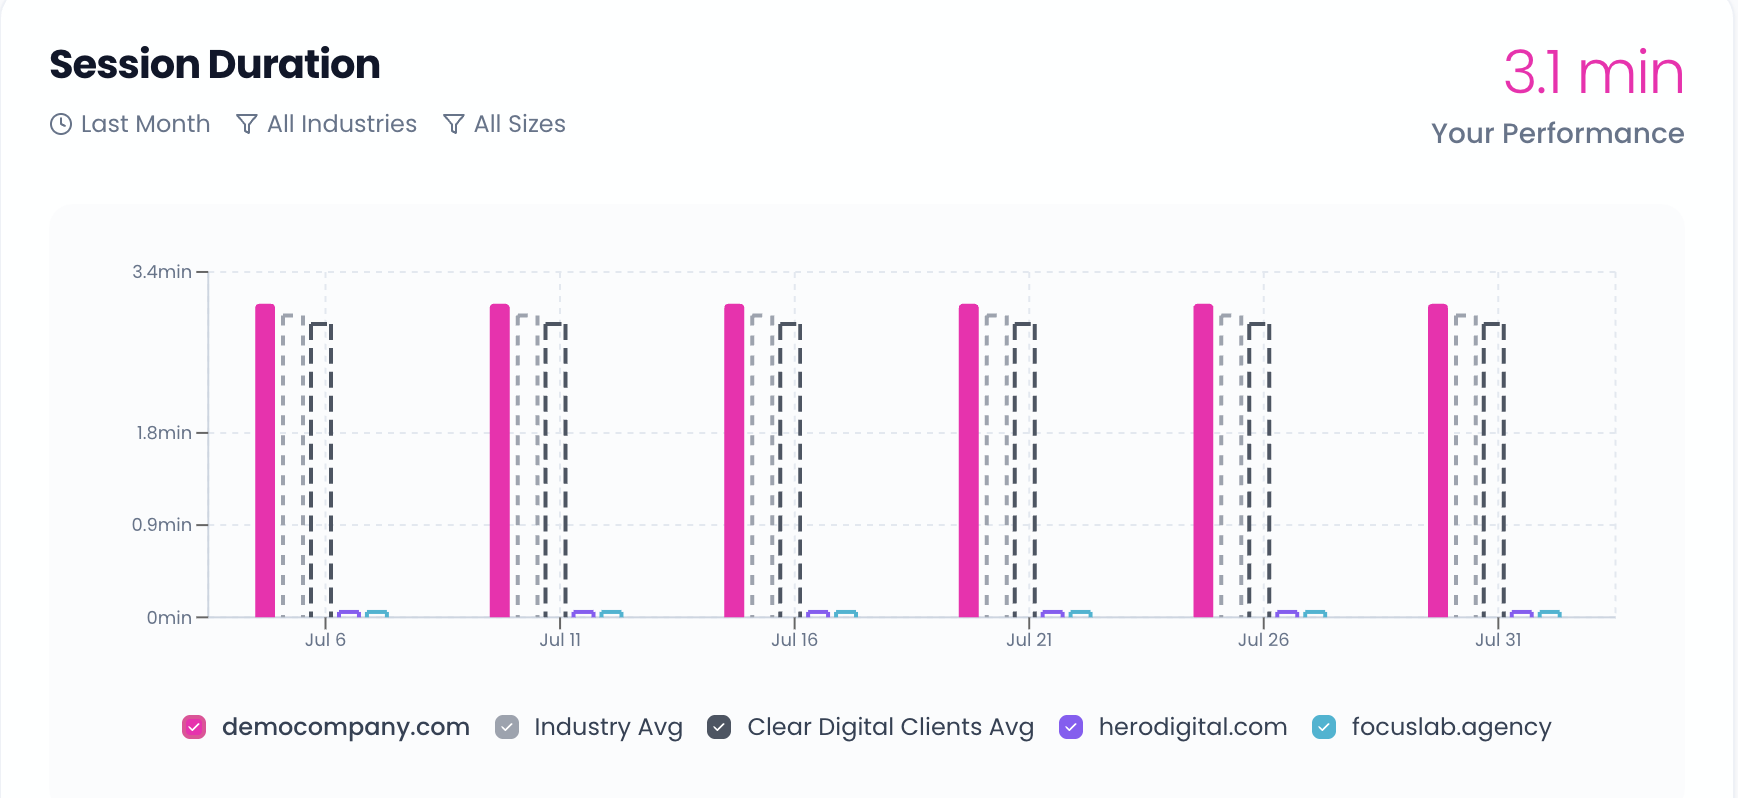 Session Duration
3.1 min
Last Month All Industries All Sizes
Your Performance
3.4min
1.8min
0.9min
0min
Jul 6 Jul 11 Jul 16 Jul 21 Jul 26 Jul 31
democompany.com Industry Avg Clear Digital Clients Avg herodigital.com focuslab.agency